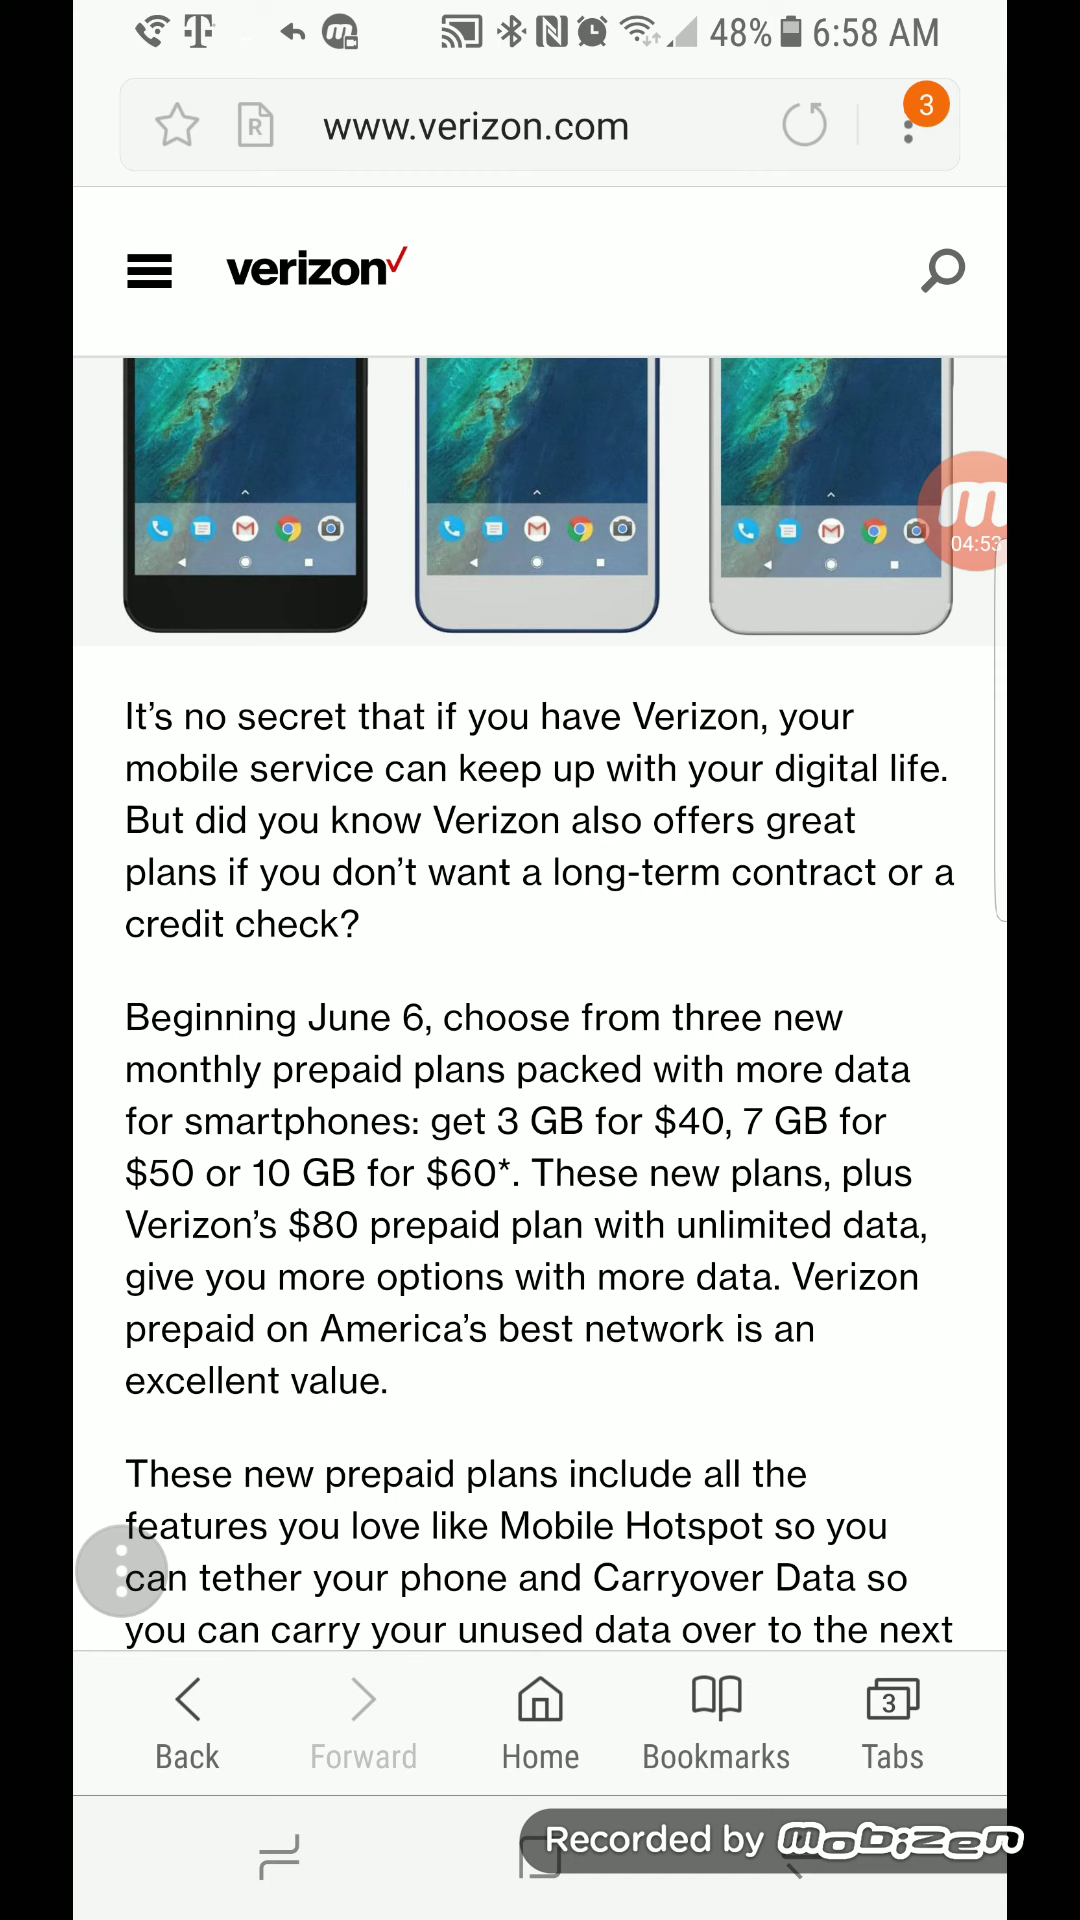 48% 6:58 AM
R www.verizon.com 3
verizon
04:53
It’s no secret that if you have Verizon, your
mobile service can keep up with your digital life.
But did you know Verizon also offers great
plans if you don’t want a long-term contract or a
credit check?
Beginning June 6, choose from three new
monthly prepaid plans packed with more data
for smartphones: get 3 GB for $40, 7 GB for
$50 or 10 GB for $60*. These new plans, plus
Verizon’s $80 prepaid plan with unlimited data,
give you more options with more data. Verizon
prepaid on America’s best network is an
excellent value.
These new prepaid plans include all the
features you love like Mobile Hotspot so you
can tether your phone and Carryover Data so
you can carry your unused data over to the next
3
Back Forward Home Bookmarks Tabs
Recorded by mobizen